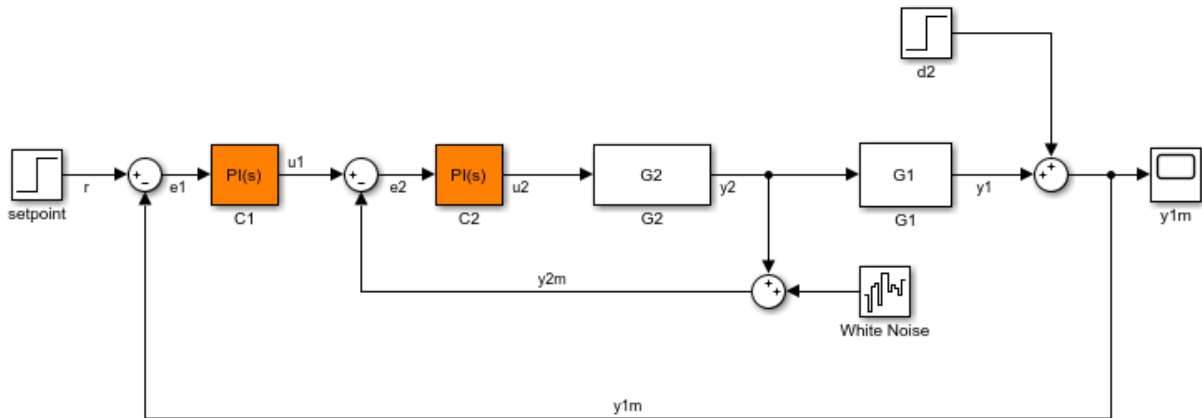 d2
r
setpoint
e1
PI(s)
C1
u1
e2
PI(s)
C2
u2
G2
G2
y2
G1
G1
y1
y1m
y2m
White Noise
y1m